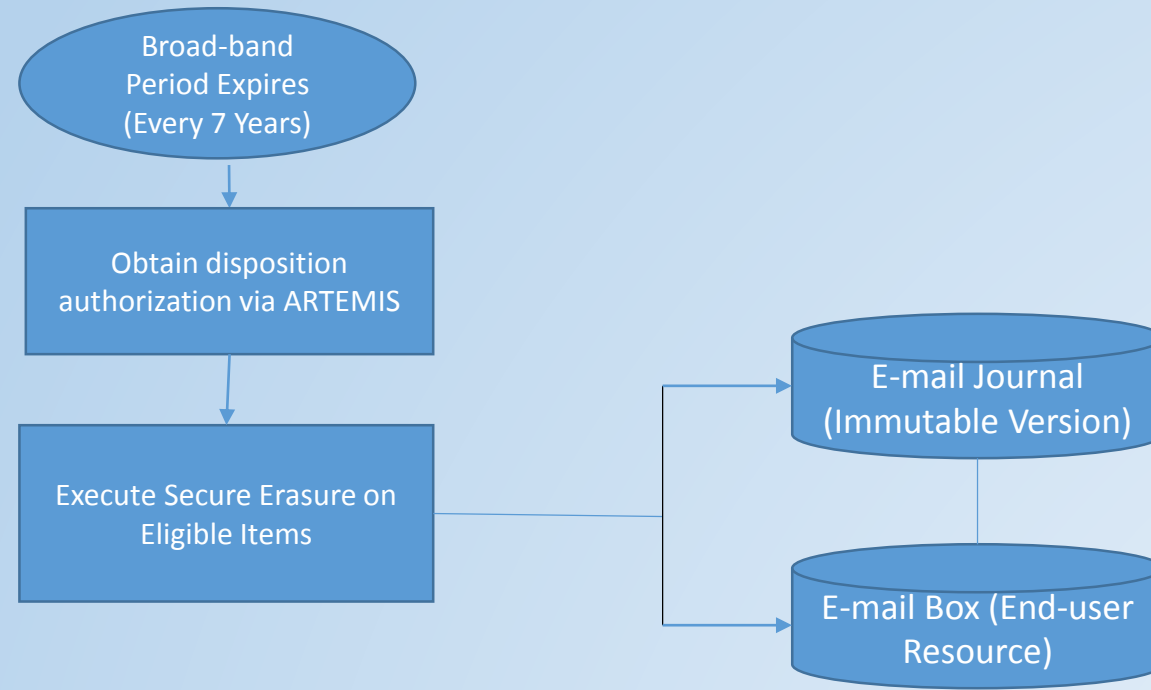 Broad-band
Period Expires
(Every 7 Years)
Obtain disposition
authorization via ARTEMIS
Execute Secure Erasure on
Eligible Items
E-mail Journal
(Immutable Version)
E-mail Box (End-user
Resource)